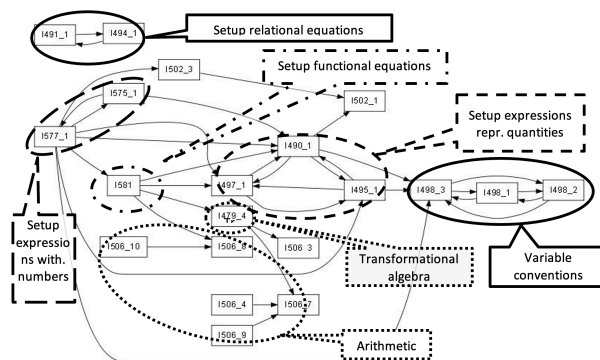 I491_1
I494_1
Setup relational equations
I502_3
Setup functional equations
I575_1
I502_1
Setup expressions
repr. quantities
I577_1
I490_1
I581
I497_1
I495_1
I498_3
I498_1
I498_2
I479_4
Setup
expressio
ns with.
numbers
I506_10
I506_8
I506_3
Transformational
algebra
Variable
conventions
I506_4
I506_7
I506_9
Arithmetic